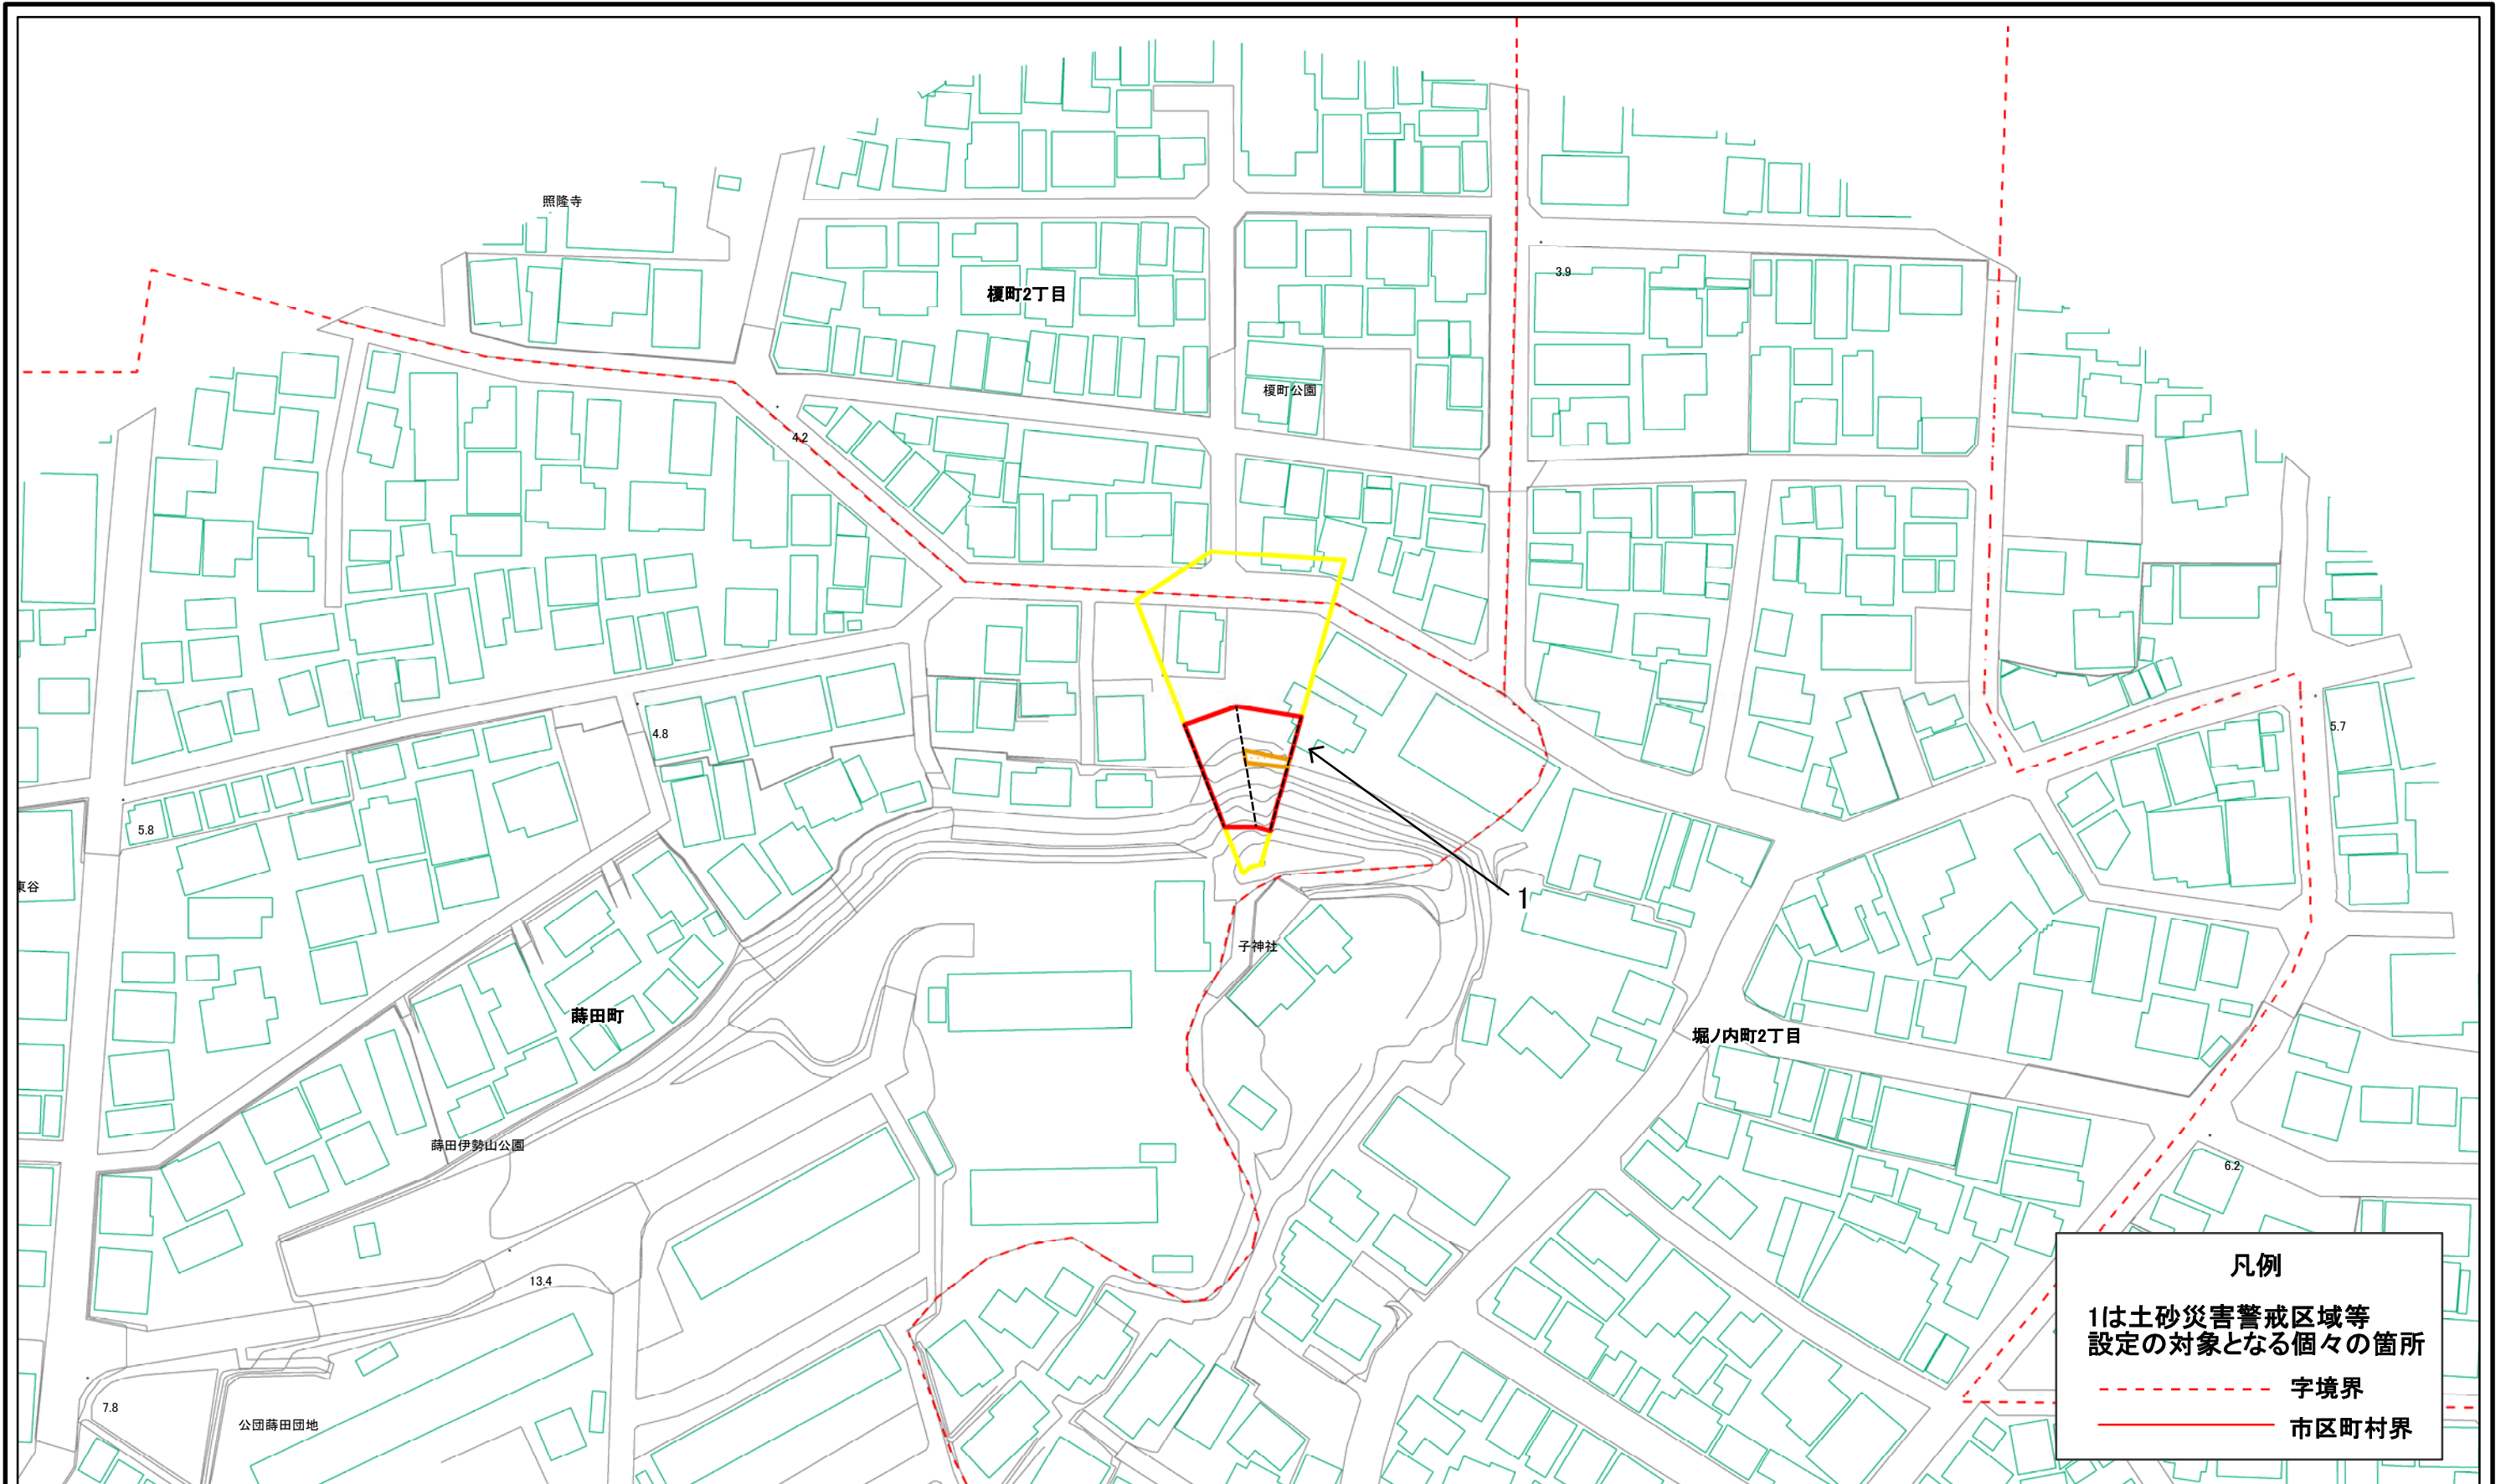 照隆寺
3.9
榎町2丁目
榎町公園
4.2
4.8
5.7
5.8
東谷
1
子神社
蒔田町
堀ノ内町2丁目
蒔田伊勢山公園
6.2
13.4
7.8
公団蒔田団地
凡例
1は土砂災害警戒区域等
設定の対象となる個々の箇所
字境界
市区町村界